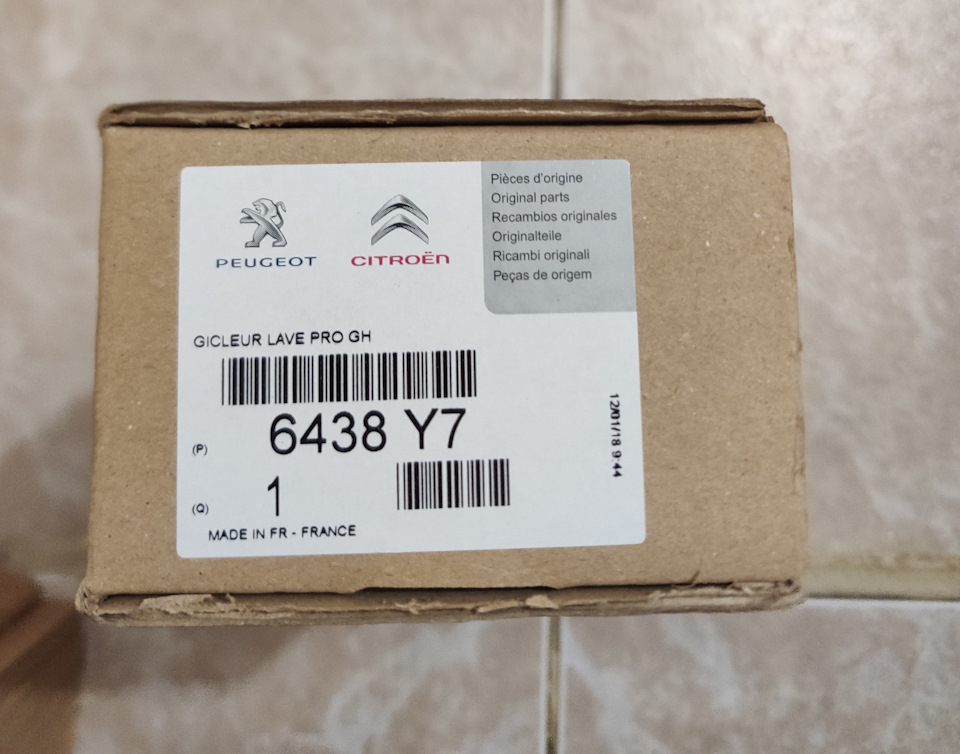 PEUGEOT
CITROËN
Pièces d'origine
Original parts
Recambios originales
Originalteile
Ricambi originali
Peças de origem
GICLEUR LAVE PRO GH
(P) 6438 Y7
(Q) 1
MADE IN FR - FRANCE
12/01/18 9:44